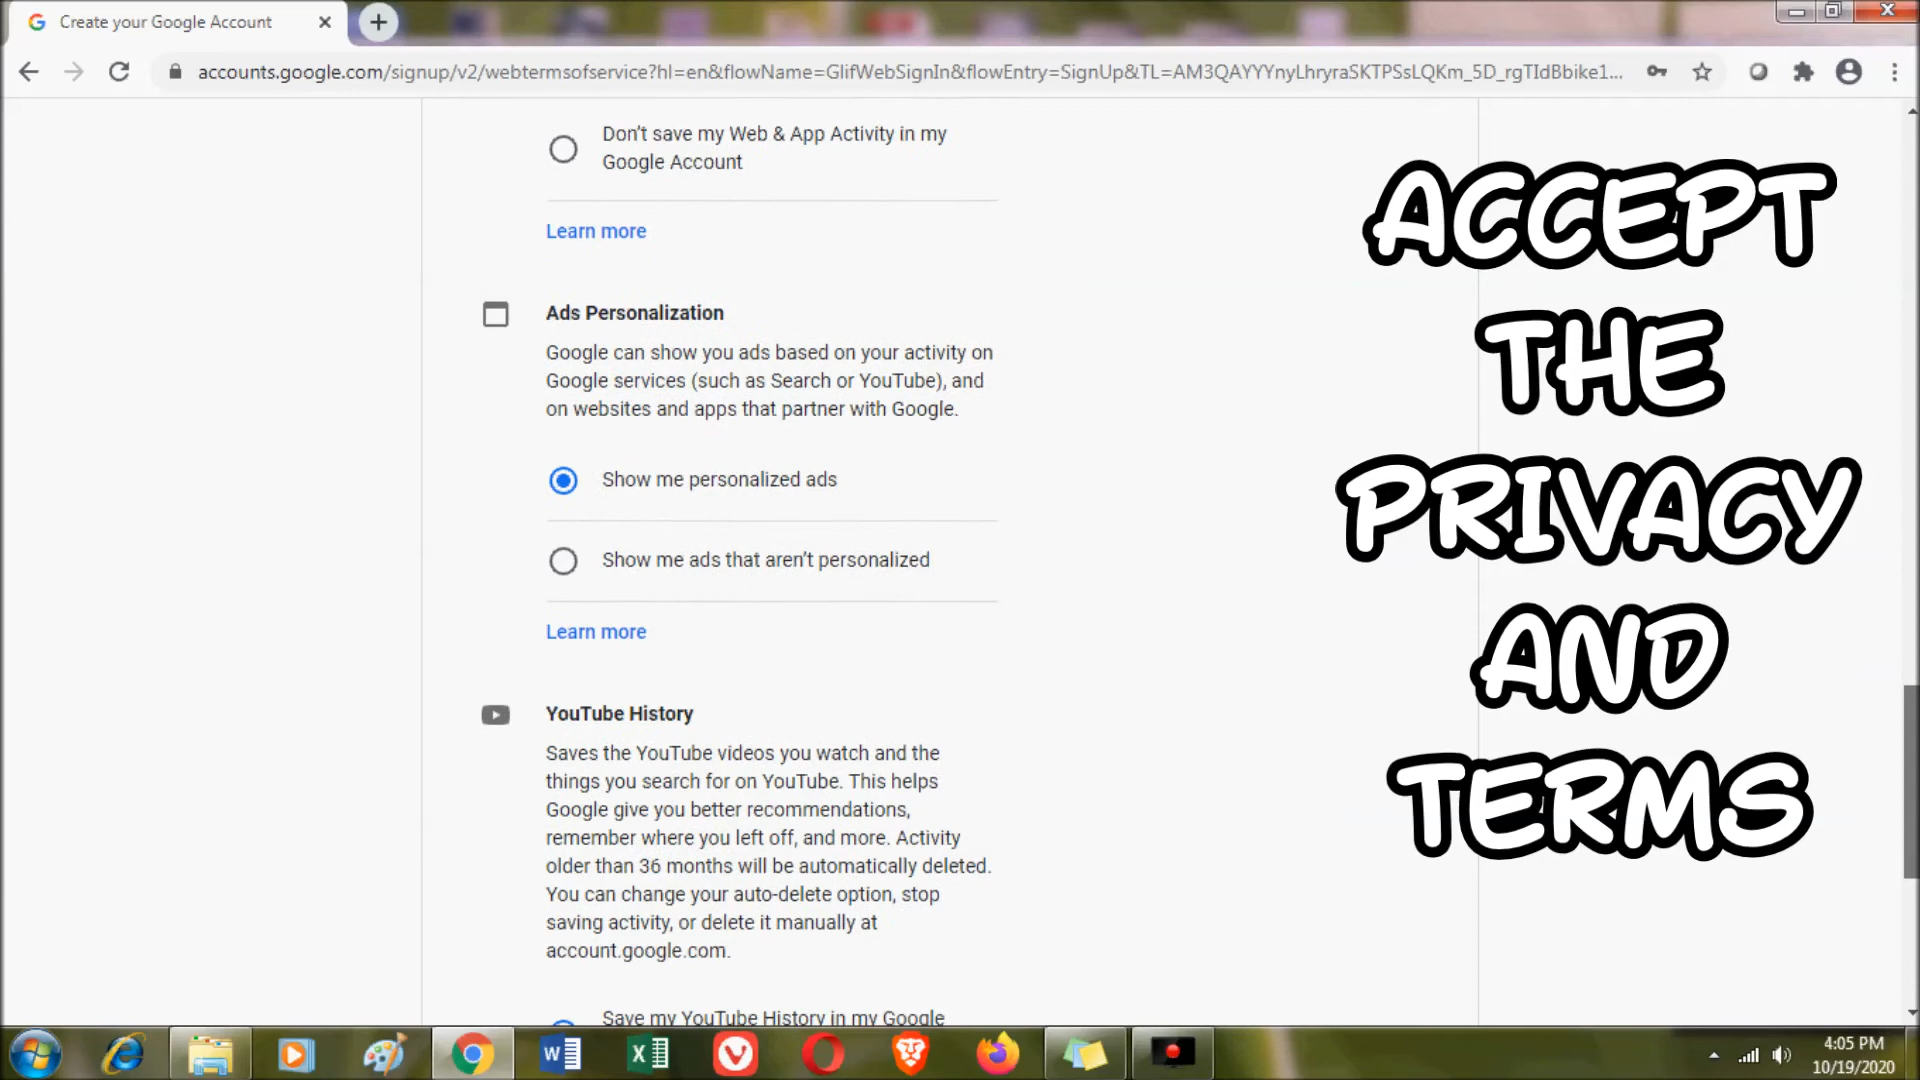 Create your Google Account
accounts.google.com/signup/v2/webtermsofservice?hl=en&flowName=GlifWebSignIn&flowEntry=SignUp&TL=AM3QAYYYnyLhryraSKTPSsLQKm_5D_rgTIdBbike1...
Don't save my Web & App Activity in my
Google Account
Learn more
Ads Personalization
Google can show you ads based on your activity on
Google services (such as Search or YouTube), and
on websites and apps that partner with Google.
Show me personalized ads
Show me ads that aren't personalized
Learn more
YouTube History
Saves the YouTube videos you watch and the
things you search for on YouTube. This helps
Google give you better recommendations,
remember where you left off, and more. Activity
older than 36 months will be automatically deleted.
You can change your auto-delete option, stop
saving activity, or delete it manually at
account.google.com.
Save my YouTube History in my Google
ACCEPT
THE
PRIVACY
AND
TERMS
4:05 PM
10/19/2020